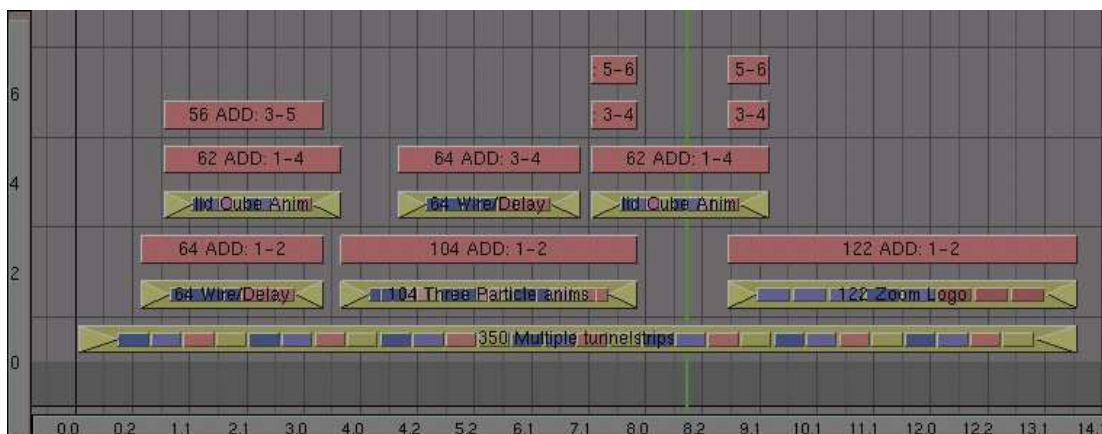 : 5-6 5-6
6
56 ADD: 3-5 : 3-4 3-4
62 ADD: 1-4 64 ADD: 3-4 62 ADD: 1-4
4
lid Cube Anim 64 Wire/Delay lid Cube Anim
64 ADD: 1-2 104 ADD: 1-2 122 ADD: 1-2
2
64 Wire/Delay 104 Three Particle anims 122 Zoom Logo
350 Multiple tunnelstrips
0
0.0 0.2 1.1 2.1 3.0 4.0 4.2 5.2 6.1 7.1 8.0 8.2 9.1 10.1 11.0 12.0 12.2 13.1 14.